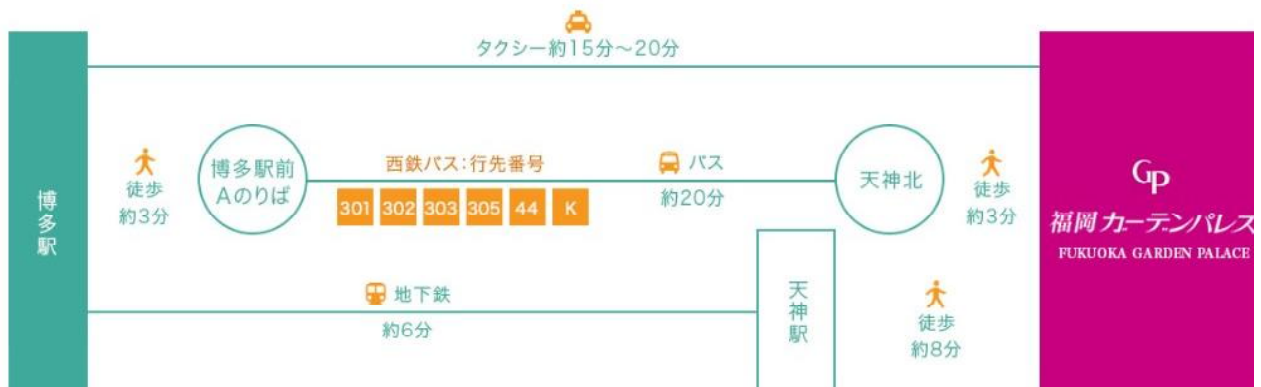 タクシー約15分〜20分
博多駅
徒歩
約3分
博多駅前
Aのりば
西鉄バス:行先番号
301 302 303 305 44 K
バス
約20分
天神北
徒歩
約3分
地下鉄
約6分
天神駅
徒歩
約8分
GP
福岡ガーデンパレス
FUKUOKA GARDEN PALACE